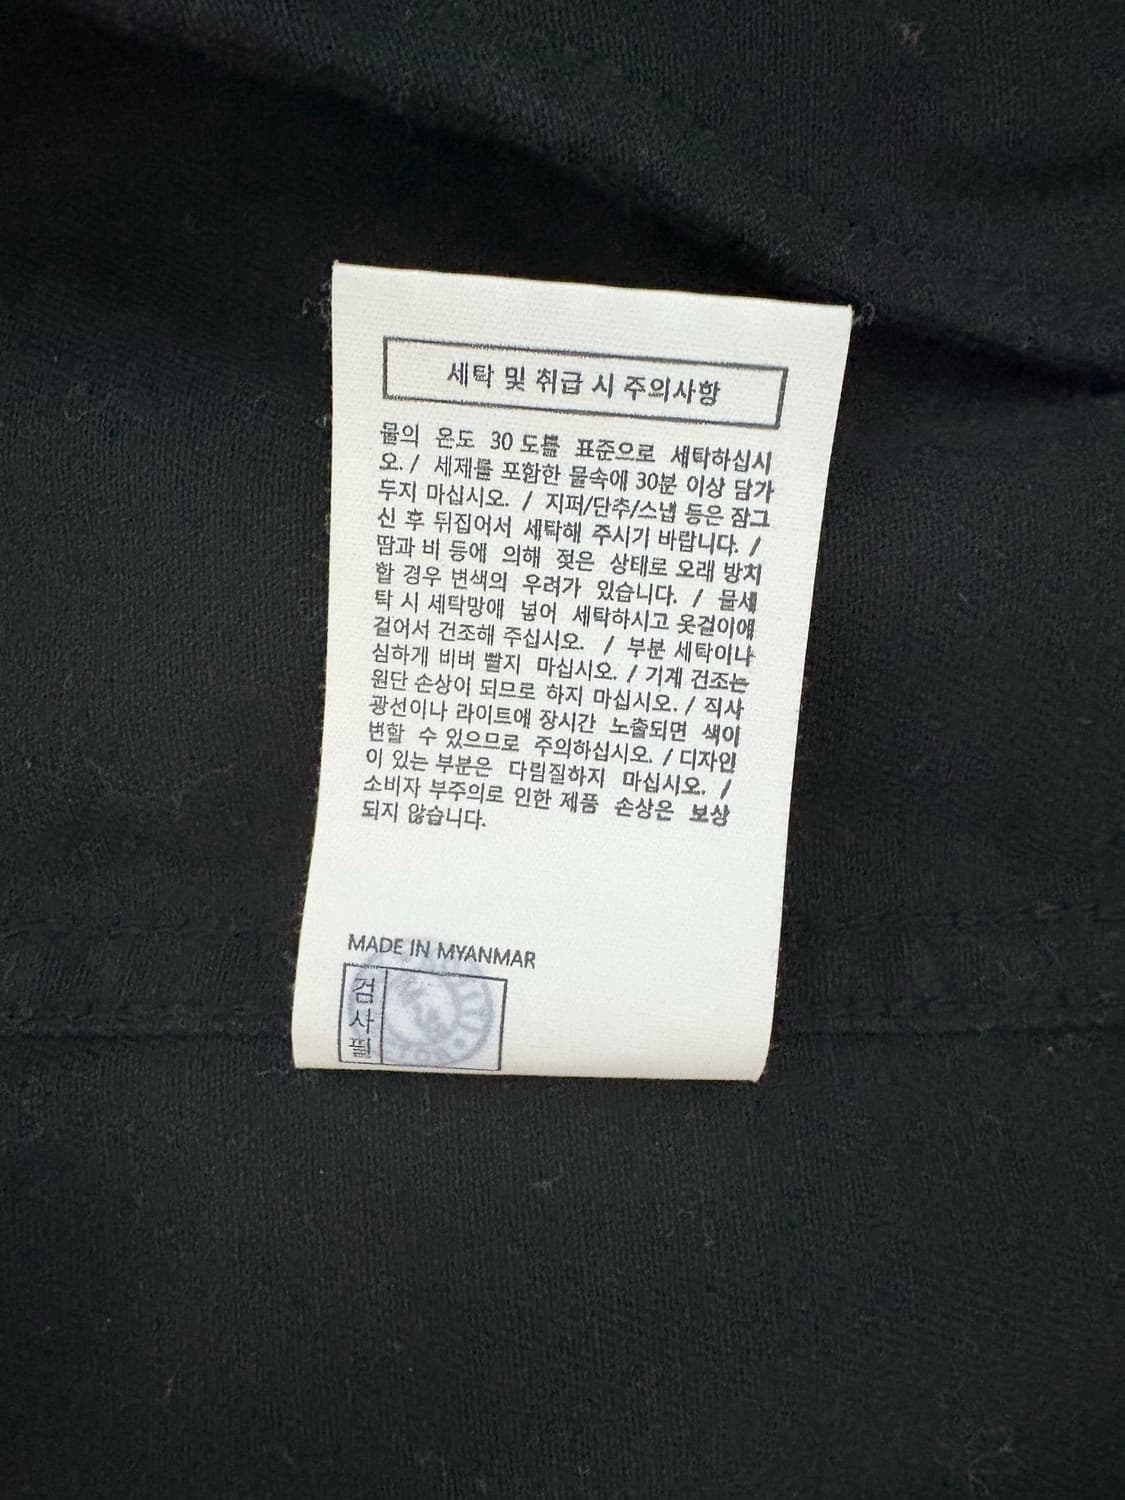 세탁 및 취급 시 주의사항
물의 온도 30 도를 표준으로 세탁하십시
오. / 세제를 포함한 물속에 30분 이상 담가
두지 마십시오. / 지퍼/단추/스냅 등은 잠그
신 후 뒤집어서 세탁해 주시기 바랍니다. /
땀과 비 등에 의해 젖은 상태로 오래 방치
할 경우 변색의 우려가 있습니다. / 물세
탁 시 세탁망에 넣어 세탁하시고 옷걸이에
걸어서 건조해 주십시오. / 부분 세탁이나
심하게 비벼 빨지 마십시오. / 기계 건조는
원단 손상이 되므로 하지 마십시오. / 직사
광선이나 라이트에 장시간 노출되면 색이
변할 수 있으므로 주의하십시오. / 디자인
이 있는 부분은 다림질하지 마십시오. /
소비자 부주의로 인한 제품 손상은 보상
되지 않습니다.
MADE IN MYANMAR
검
사
필